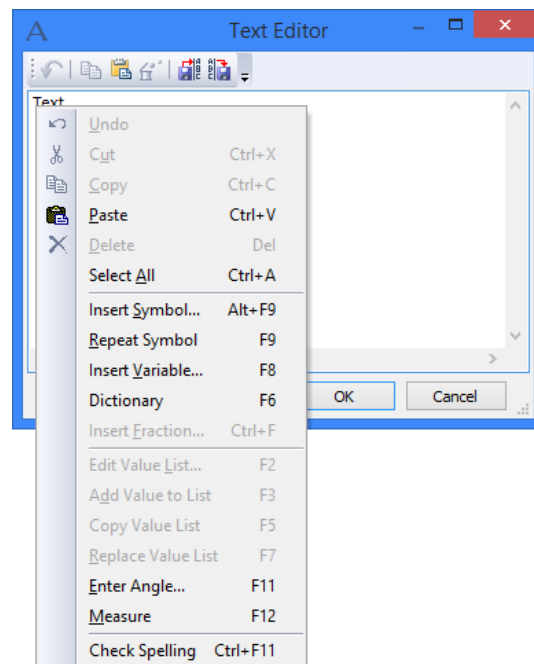 A Text Editor
Text
Undo
Cut Ctrl+X
Copy Ctrl+C
Paste Ctrl+V
Delete Del
Select All Ctrl+A
Insert Symbol... Alt+F9
Repeat Symbol F9
Insert Variable... F8
Dictionary F6
OK Cancel
Insert Fraction... Ctrl+F
Edit Value List... F2
Add Value to List F3
Copy Value List F5
Replace Value List F7
Enter Angle... F11
Measure F12
Check Spelling Ctrl+F11